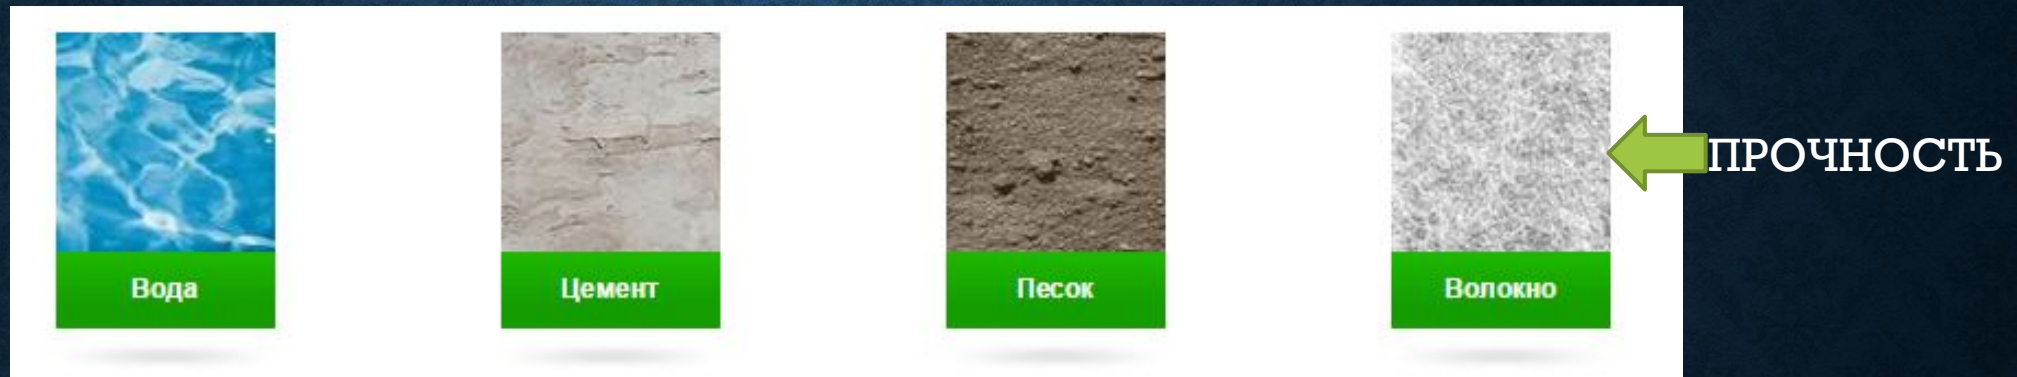 Вода
Цемент
Песок
Волокно
ПРОЧНОСТЬ